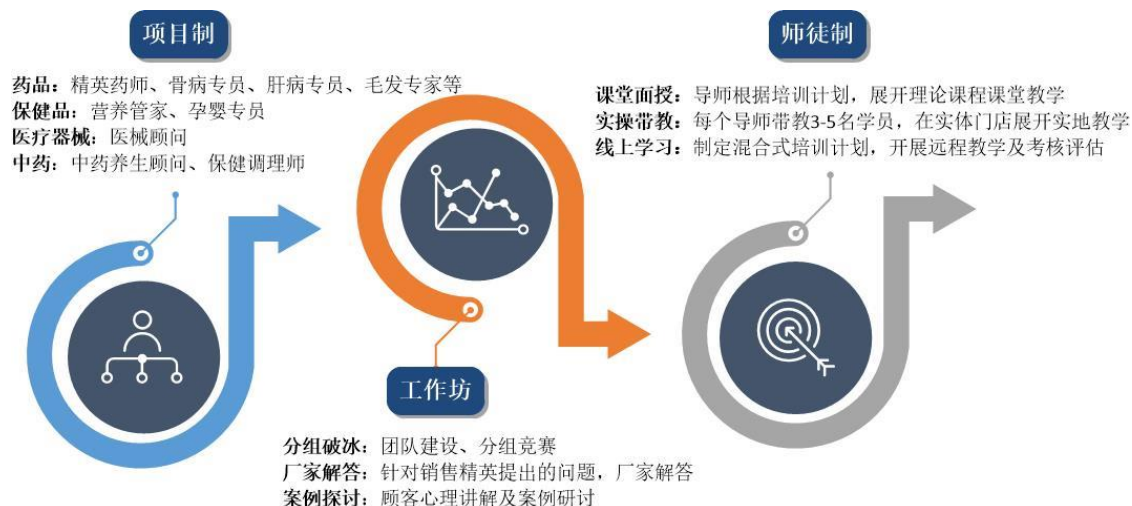 项目制
药品：精英药师、骨病专员、肝病专员、毛发专家等
保健品：营养管家、孕婴专员
医疗器械：医械顾问
中药：中药养生顾问、保健调理师
工作坊
分组破冰：团队建设、分组竞赛
厂家解答：针对销售精英提出的问题，厂家解答
案例探讨：顾客心理讲解及案例研讨
师徒制
课堂面授：导师根据培训计划，展开理论课程课堂教学
实操带教：每个导师带教3-5名学员，在实体门店展开实地教学
线上学习：制定混合式培训计划，开展远程教学及考核评估